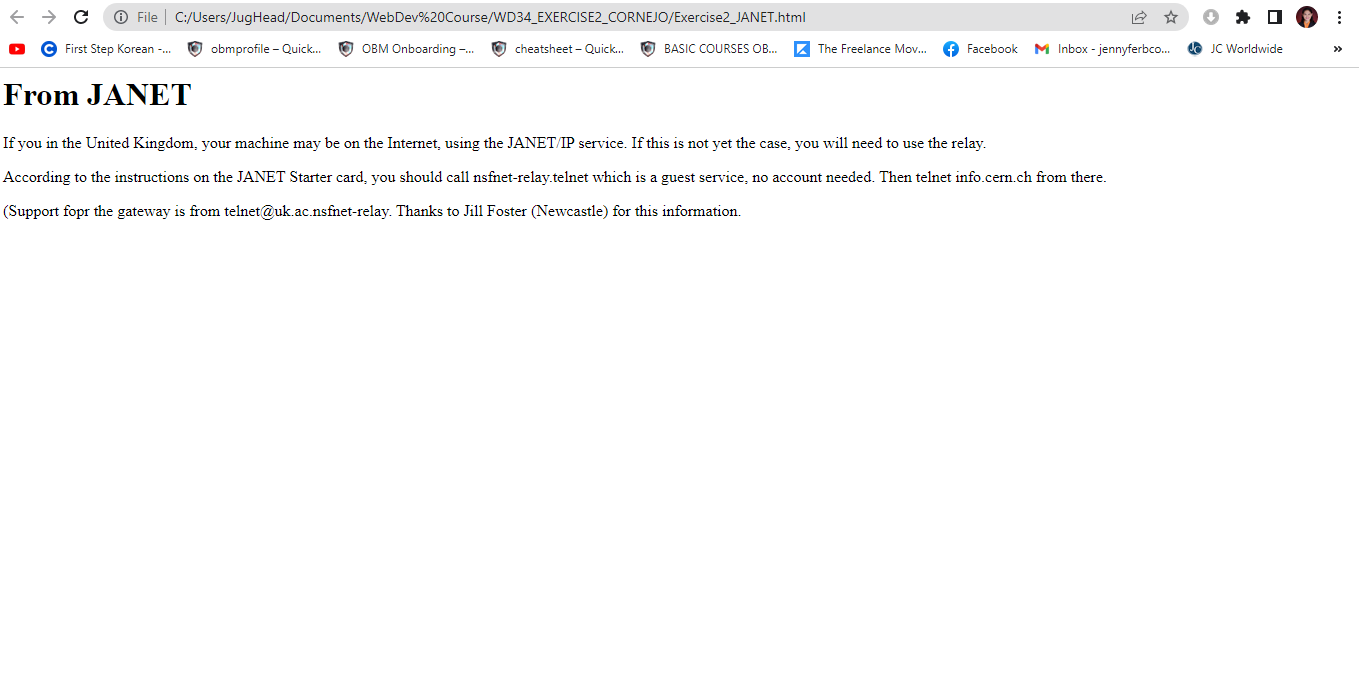 File
C:/Users/JugHead/Documents/WebDev%20Course/WD34_EXERCISE2_CORNEJO/Exercise2_JANET.html
First Step Korean -...
obmprofile – Quick...
OBM Onboarding –...
cheatsheet – Quick...
BASIC COURSES OB...
The Freelance Mov...
Facebook
Inbox - jennyferbco...
JC Worldwide
»
From JANET
If you in the United Kingdom, your machine may be on the Internet, using the JANET/IP service. If this is not yet the case, you will need to use the relay.
According to the instructions on the JANET Starter card, you should call nsfnet-relay.telnet which is a guest service, no account needed. Then telnet info.cern.ch from there.
(Support fopr the gateway is from telnet@uk.ac.nsfnet-relay. Thanks to Jill Foster (Newcastle) for this information.